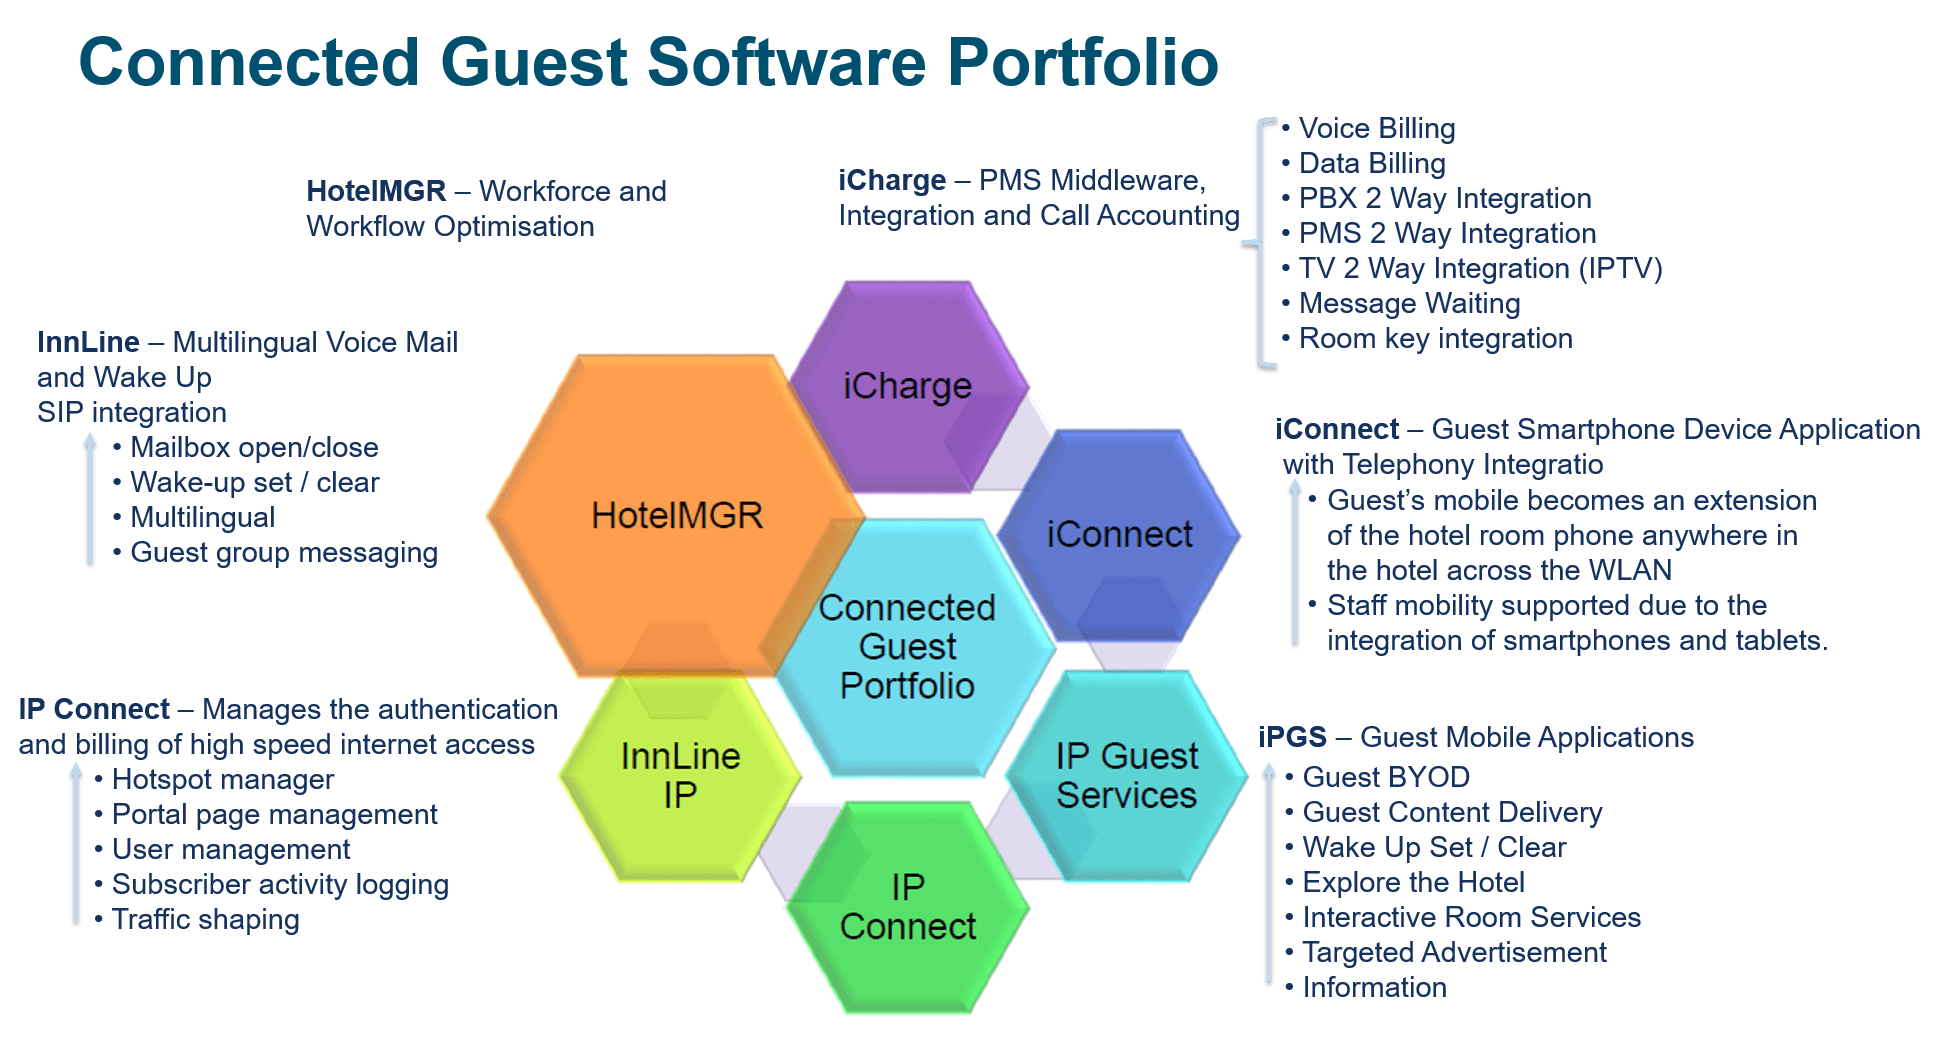 Connected Guest Software Portfolio
HotelMGR – Workforce and
Workflow Optimisation
iCharge – PMS Middleware,
Integration and Call Accounting
• Voice Billing
• Data Billing
• PBX 2 Way Integration
• PMS 2 Way Integration
• TV 2 Way Integration (IPTV)
• Message Waiting
• Room key integration
InnLine – Multilingual Voice Mail
and Wake Up
SIP integration
• Mailbox open/close
• Wake-up set / clear
• Multilingual
• Guest group messaging
iConnect – Guest Smartphone Device Application
with Telephony Integratio
• Guest’s mobile becomes an extension
of the hotel room phone anywhere in
the hotel across the WLAN
• Staff mobility supported due to the
integration of smartphones and tablets.
IP Connect – Manages the authentication
and billing of high speed internet access
• Hotspot manager
• Portal page management
• User management
• Subscriber activity logging
• Traffic shaping
iPGS – Guest Mobile Applications
• Guest BYOD
• Guest Content Delivery
• Wake Up Set / Clear
• Explore the Hotel
• Interactive Room Services
• Targeted Advertisement
• Information
iCharge
HotelMGR
iConnect
Connected
Guest
Portfolio
InnLine
IP
IP Guest
Services
IP
Connect